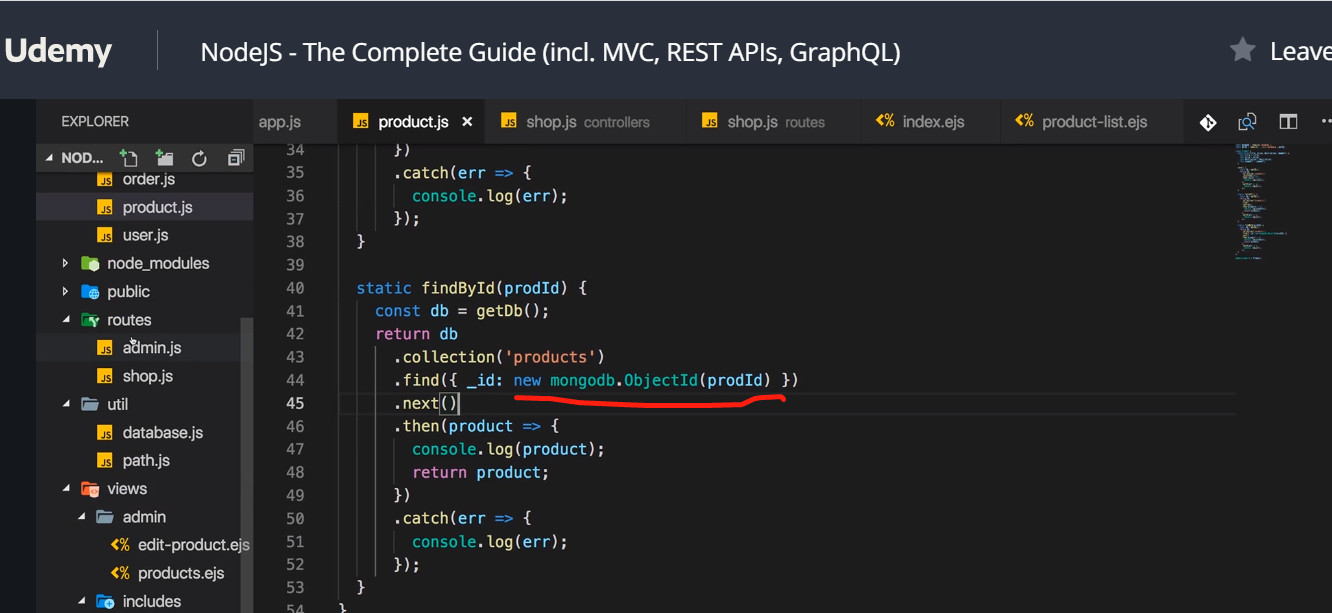 Udemy
NodeJS - The Complete Guide (incl. MVC, REST APIs, GraphQL)
Leave
EXPLORER
app.js
product.js
shop.js controllers
shop.js routes
index.ejs
product-list.ejs
NOD...
order.js
product.js
user.js
node_modules
public
routes
admin.js
shop.js
util
database.js
path.js
views
admin
edit-product.ejs
products.ejs
includes
34 })
35 .catch(err => {
36 console.log(err);
37 });
38 }
39
40 static findById(prodId) {
41 const db = getDb();
42 return db
43 .collection('products')
44 .find({ _id: new mongodb.ObjectId(prodId) })
45 .next()
46 .then(product => {
47 console.log(product);
48 return product;
49 })
50 .catch(err => {
51 console.log(err);
52 });
53 }
54 }